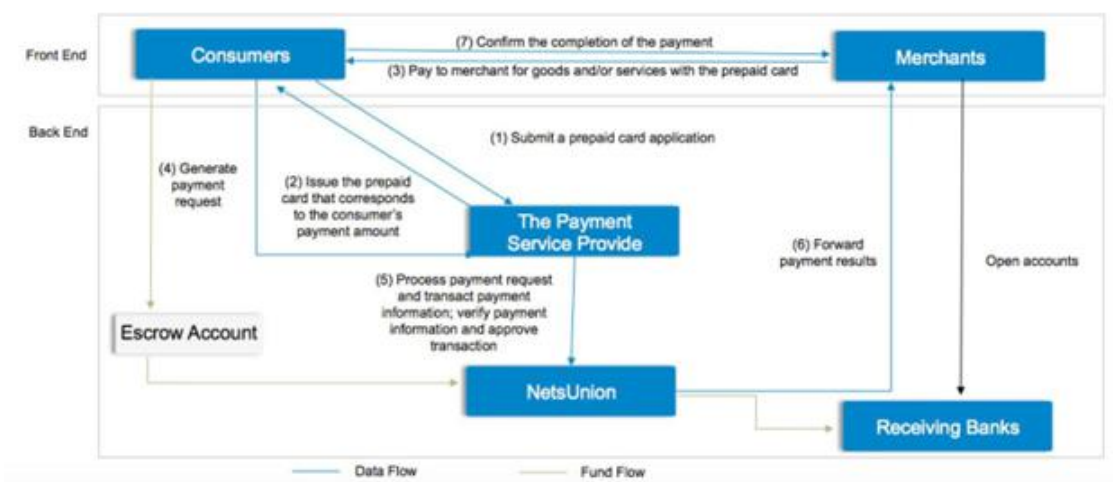 Front End
Consumers
(7) Confirm the completion of the payment
(3) Pay to merchant for goods and/or services with the prepaid card
Merchants
Back End
(1) Submit a prepaid card application
(4) Generate
payment
request
(2) Issue the prepaid
card that corresponds
to the consumer's
payment amount
The Payment
Service Provide
(6) Forward
payment results
Open accounts
(5) Process payment request
and transact payment
information; verify payment
information and approve
transaction
Escrow Account
NetsUnion
Receiving Banks
Data Flow
Fund Flow